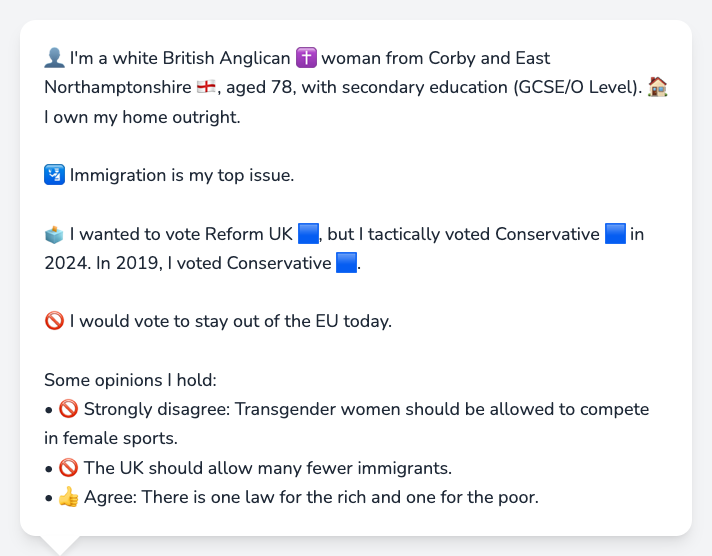 👤 I'm a white British Anglican ✝️ woman from Corby and East
Northamptonshire 🏴󠁧󠁢󠁥󠁮󠁧󠁿, aged 78, with secondary education (GCSE/O Level). 🏠
I own my home outright.
🛂 Immigration is my top issue.
🗳️ I wanted to vote Reform UK 🟦, but I tactically voted Conservative 🟦 in
2024. In 2019, I voted Conservative 🟦.
🚫 I would vote to stay out of the EU today.
Some opinions I hold:
• 🚫 Strongly disagree: Transgender women should be allowed to compete
in female sports.
• 🚫 The UK should allow many fewer immigrants.
• 👍 Agree: There is one law for the rich and one for the poor.